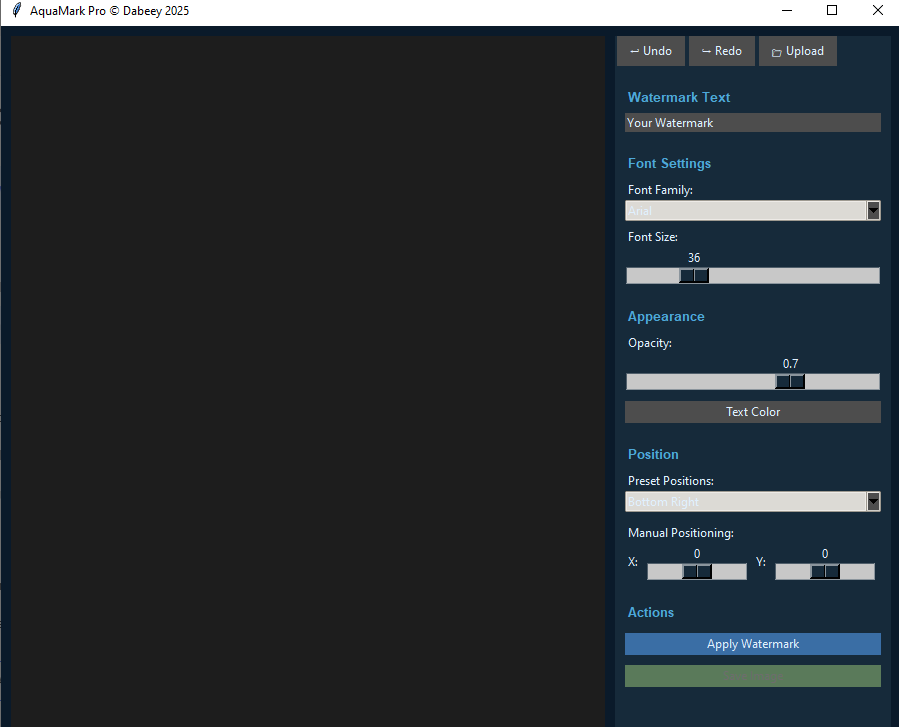 AquaMark Pro © Dabeey 2025
↩ Undo ↪ Redo Upload
Watermark Text
Your Watermark
Font Settings
Font Family:
Arial
Font Size:
36
Appearance
Opacity:
0.7
Text Color
Position
Preset Positions:
Bottom Right
Manual Positioning:
X: 0 Y: 0
Actions
Apply Watermark